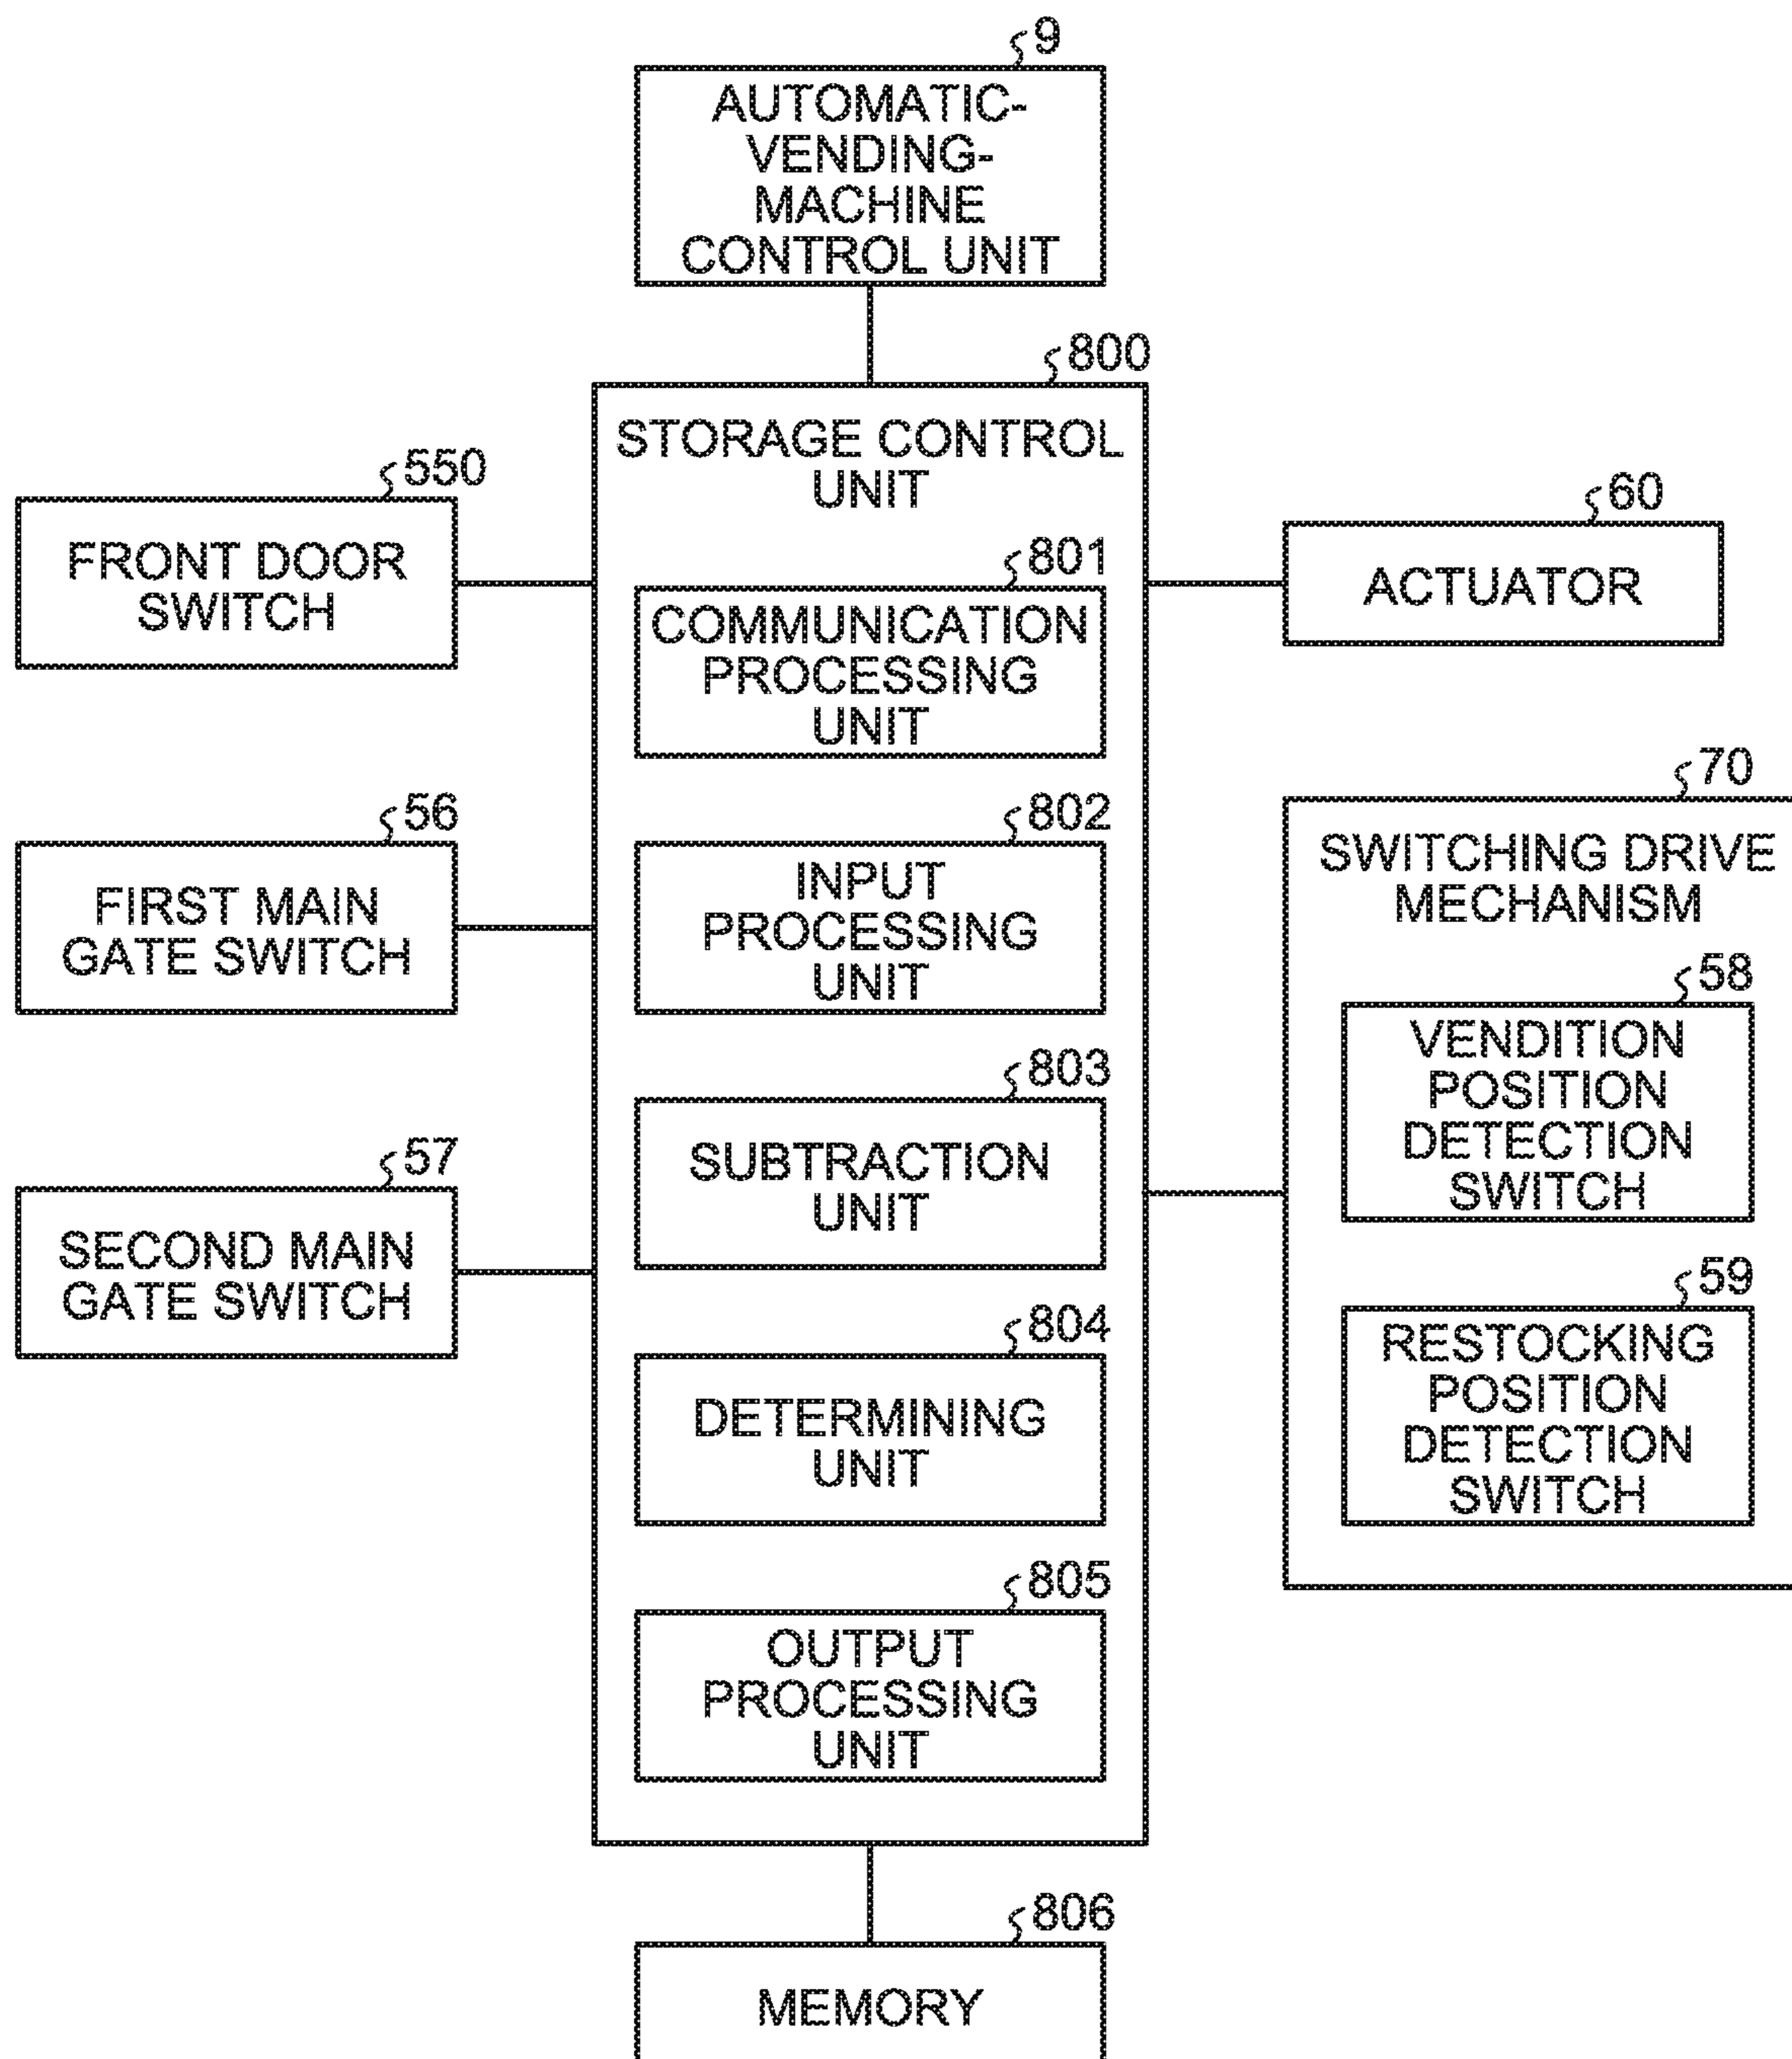 9
AUTOMATIC-
VENDING-
MACHINE
CONTROL UNIT
800
STORAGE CONTROL
UNIT
550
FRONT DOOR
SWITCH
56
FIRST MAIN
GATE SWITCH
57
SECOND MAIN
GATE SWITCH
801
COMMUNICATION
PROCESSING
UNIT
802
INPUT
PROCESSING
UNIT
803
SUBTRACTION
UNIT
804
DETERMINING
UNIT
805
OUTPUT
PROCESSING
UNIT
60
ACTUATOR
70
SWITCHING DRIVE
MECHANISM
58
VENDITION
POSITION
DETECTION
SWITCH
59
RESTOCKING
POSITION
DETECTION
SWITCH
806
MEMORY